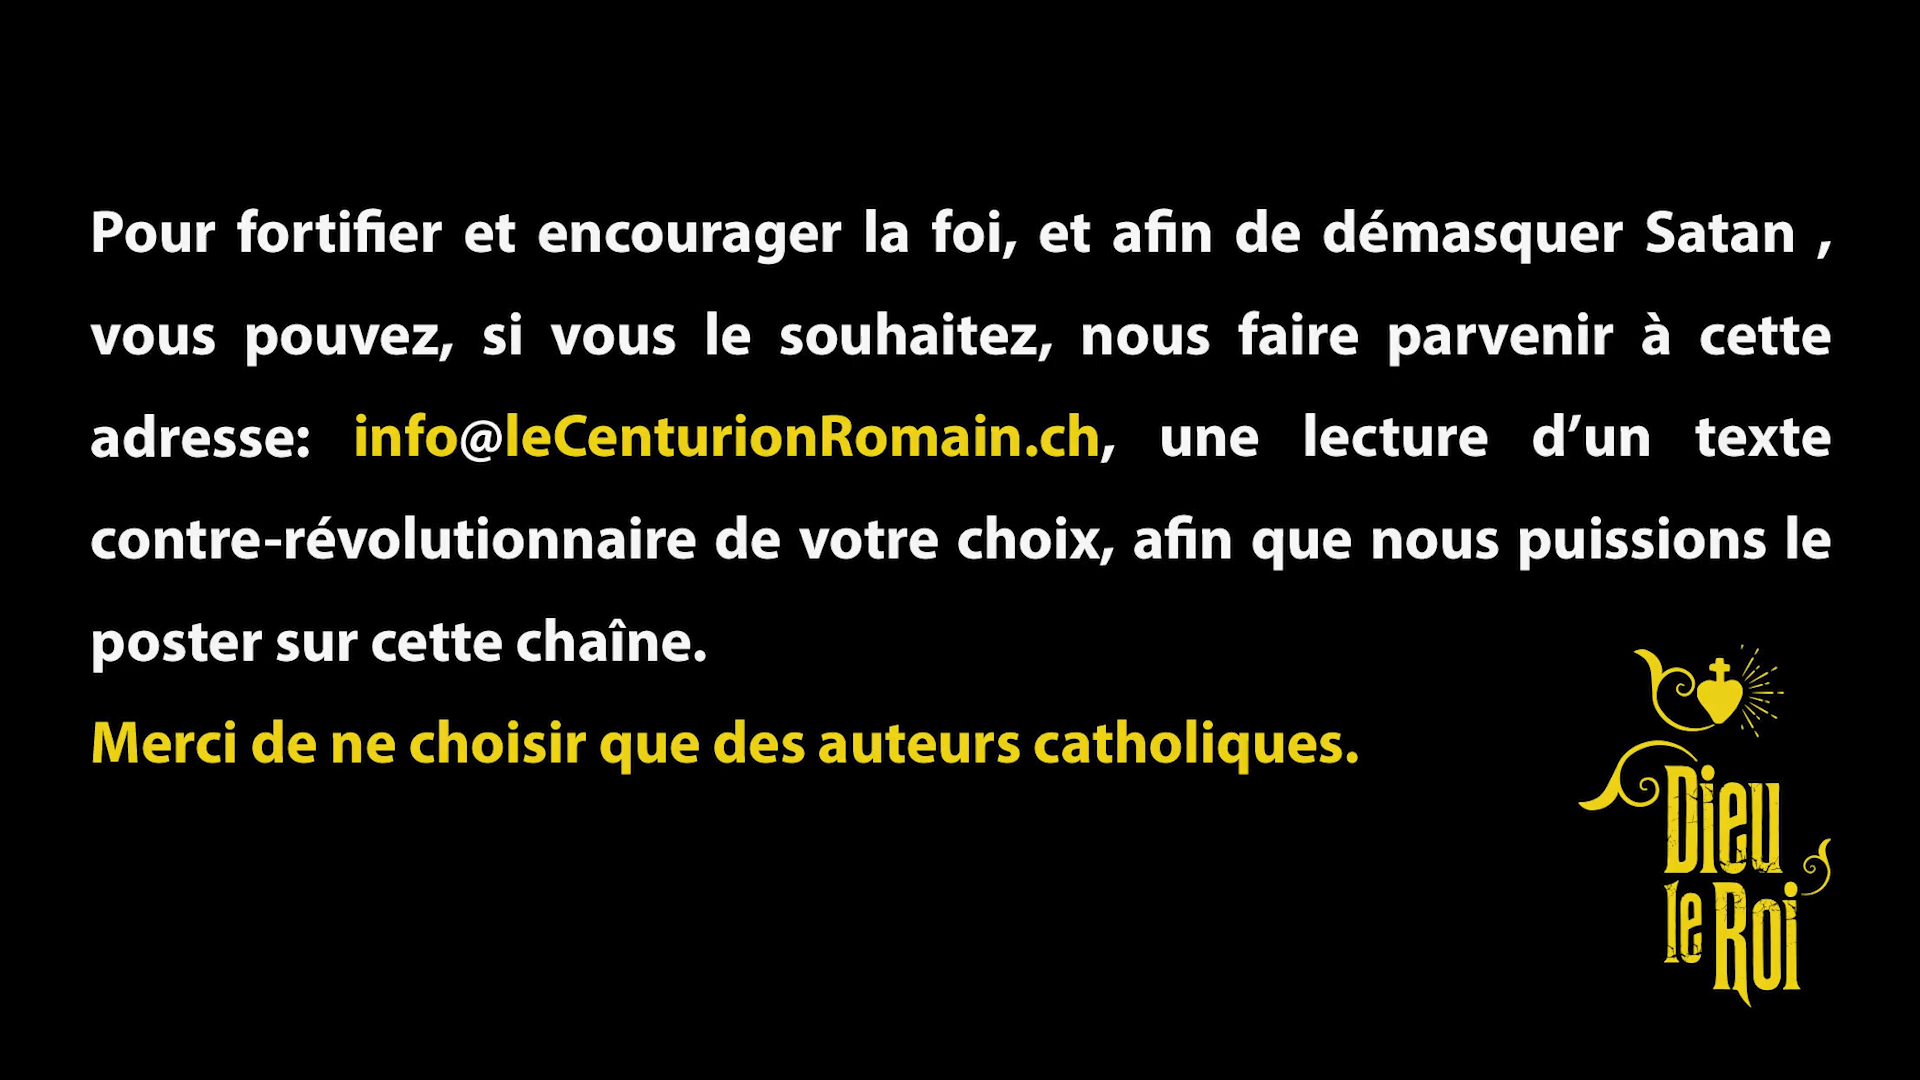 Pour fortifier et encourager la foi, et afin de démasquer Satan ,
vous pouvez, si vous le souhaitez, nous faire parvenir à cette
adresse: info@leCenturionRomain.ch, une lecture d’un texte
contre-révolutionnaire de votre choix, afin que nous puissions le
poster sur cette chaîne.
Merci de ne choisir que des auteurs catholiques.
Dieu
le Roi